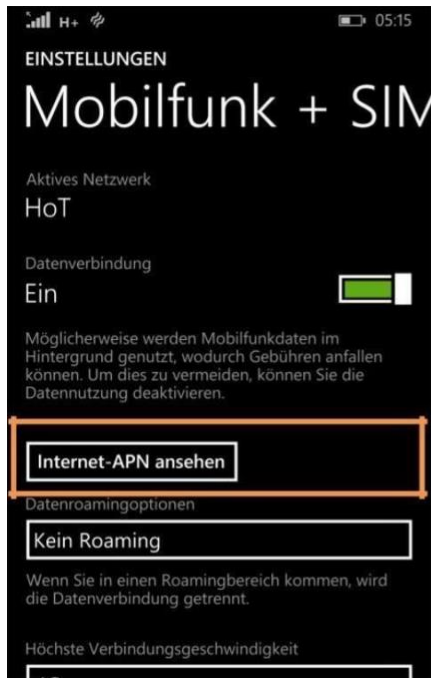 H+ 05:15
EINSTELLUNGEN
Mobilfunk + SIM
Aktives Netzwerk
HoT
Datenverbindung
Ein
Möglicherweise werden Mobilfunkdaten im
Hintergrund genutzt, wodurch Gebühren anfallen
können. Um dies zu vermeiden, können Sie die
Datennutzung deaktivieren.
Internet-APN ansehen
Datenroamingoptionen
Kein Roaming
Wenn Sie in einen Roamingbereich kommen, wird
die Datenverbindung getrennt.
Höchste Verbindungsgeschwindigkeit